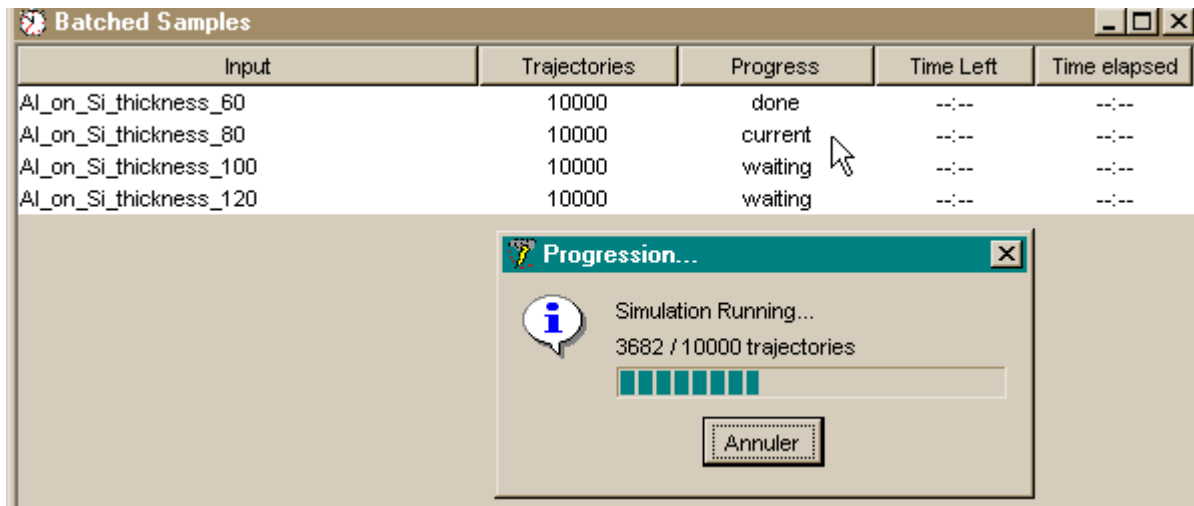 Batched Samples
Input Trajectories Progress Time Left Time elapsed
Al_on_Si_thickness_60 10000 done --:-- --:--
Al_on_Si_thickness_80 10000 current --:-- --:--
Al_on_Si_thickness_100 10000 waiting --:-- --:--
Al_on_Si_thickness_120 10000 waiting --:-- --:--
Progression...
Simulation Running...
3682 / 10000 trajectories
Annuler